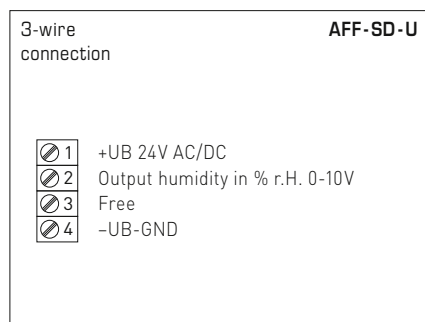 3-wire
connection
AFF-SD-U
1 +UB 24V AC/DC
2 Output humidity in % r.H. 0-10V
3 Free
4 –UB-GND